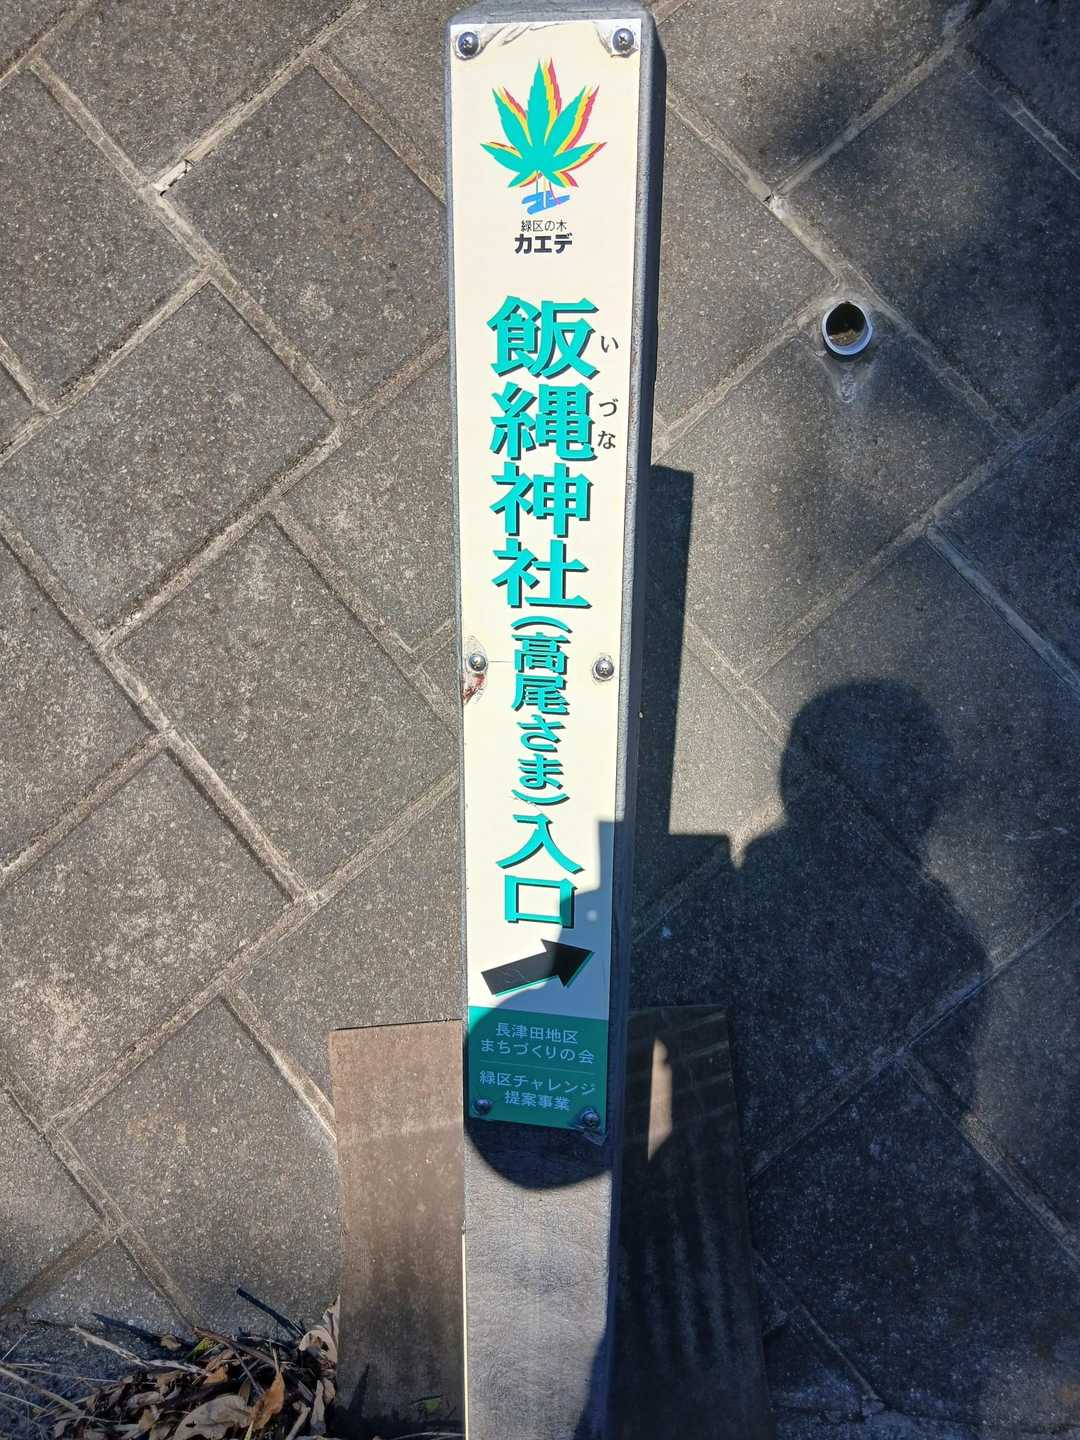 緑区の木
カエデ
飯縄神社(高尾さま)入口
いづな
長津田地区
まちづくりの会
緑区チャレンジ
提案事業